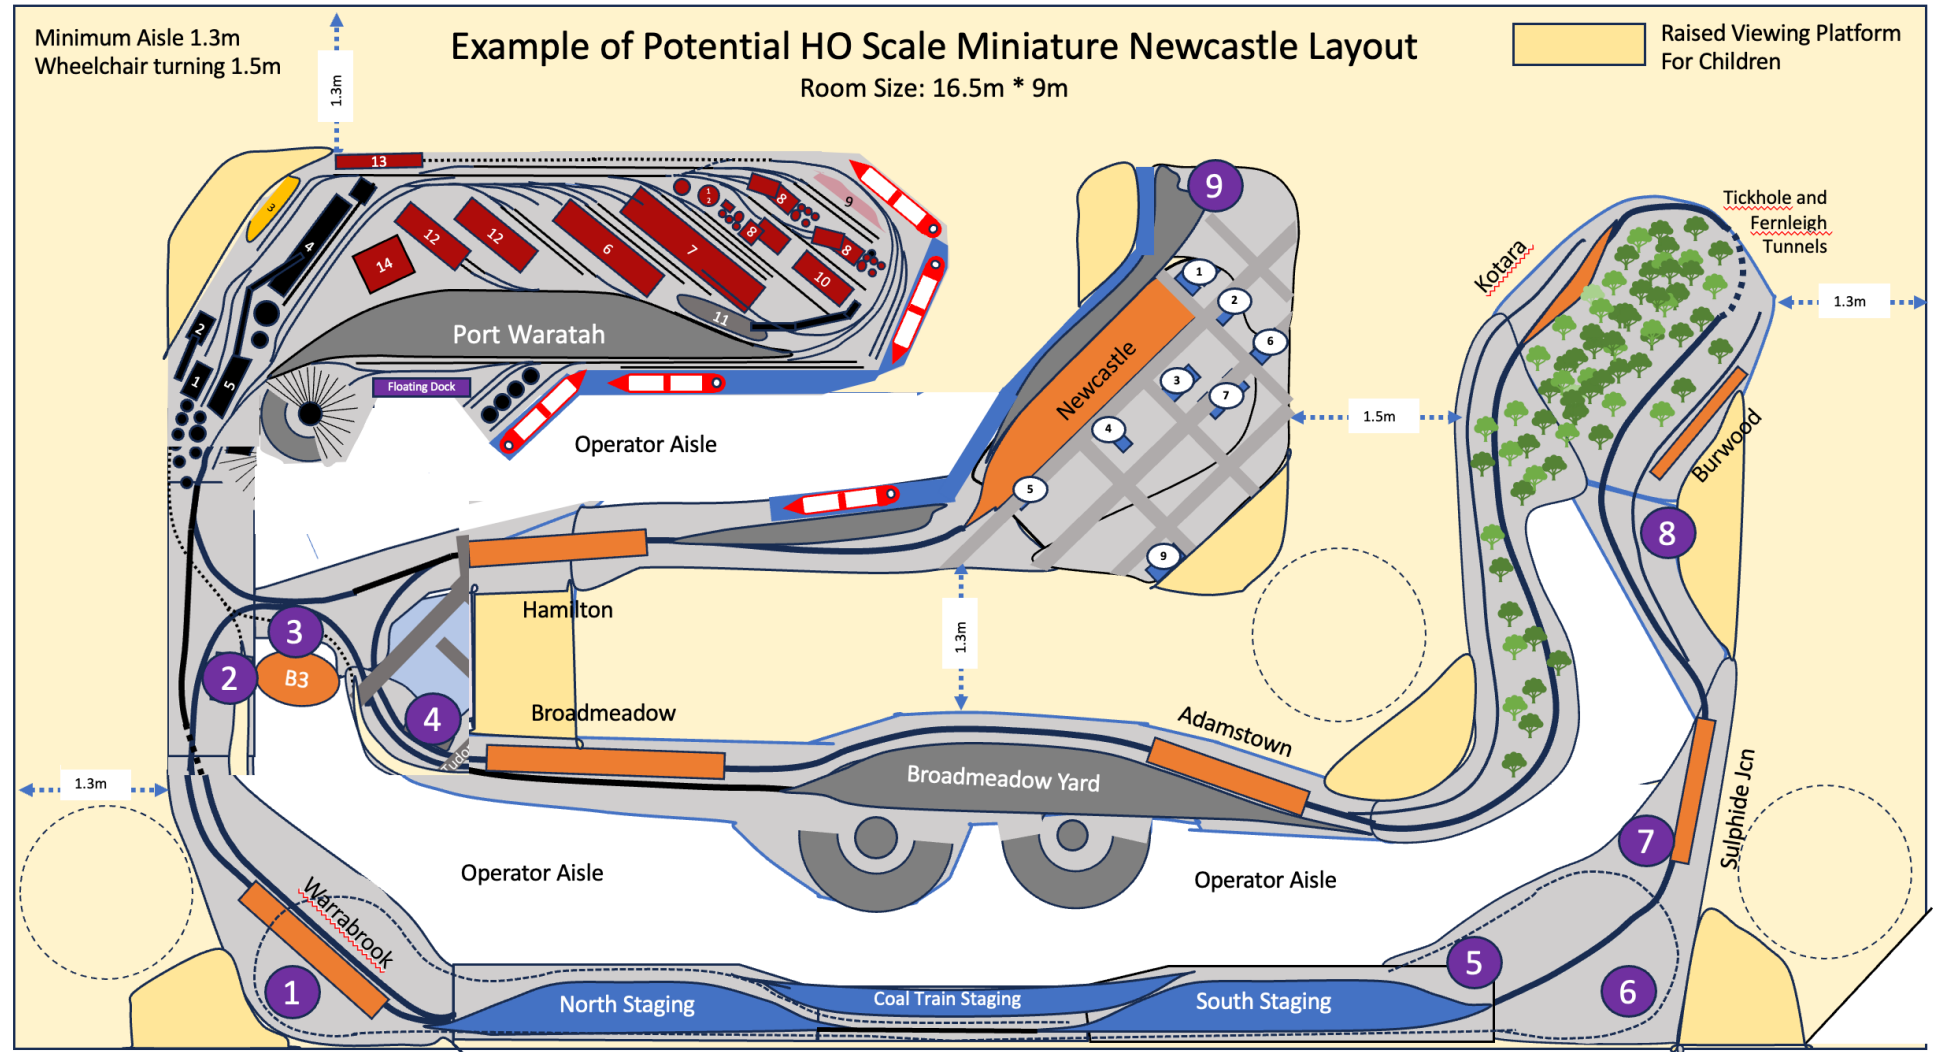 Minimum Aisle 1.3m
Wheelchair turning 1.5m
Example of Potential HO Scale Miniature Newcastle Layout
Room Size: 16.5m * 9m
Raised Viewing Platform
For Children
1.3m
13
3
4
14
12
12
6
7
1
2
8
8
8
9
10
11
2
1
5
Port Waratah
Floating Dock
Operator Aisle
9
Newcastle
1
2
6
3
7
4
5
9
1.5m
Kotara
Tickhole and
Fernleigh
Tunnels
1.3m
Burwood
8
Hamilton
1.3m
3
2
B3
4
Tudo
Broadmeadow
Adamstown
Broadmeadow Yard
1.3m
Sulphide Jcn
7
Operator Aisle
Operator Aisle
Warrabrook
1
North Staging
Coal Train Staging
South Staging
5
6